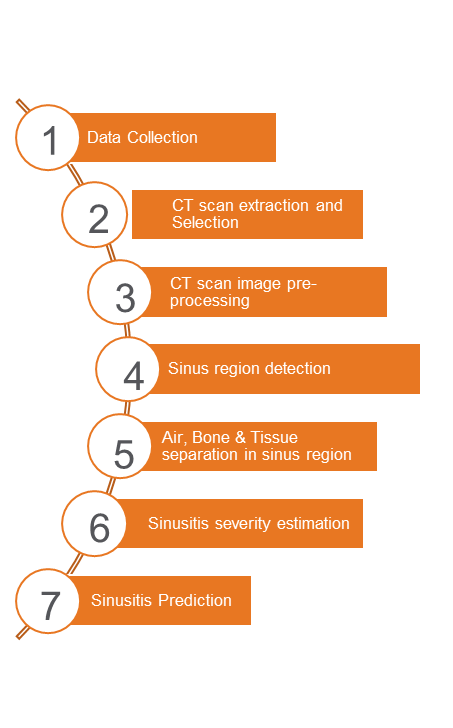 1
Data Collection
2
CT scan extraction and
Selection
3
CT scan image pre-
processing
4
Sinus region detection
5
Air, Bone & Tissue
separation in sinus region
6
Sinusitis severity estimation
7
Sinusitis Prediction